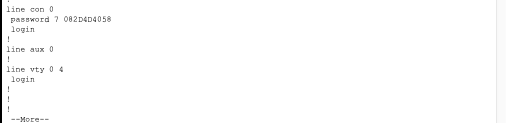 !
line con 0
 password 7 082D4D4058
 login
!
line aux 0
!
line vty 0 4
 login
!
!
!
 --More--